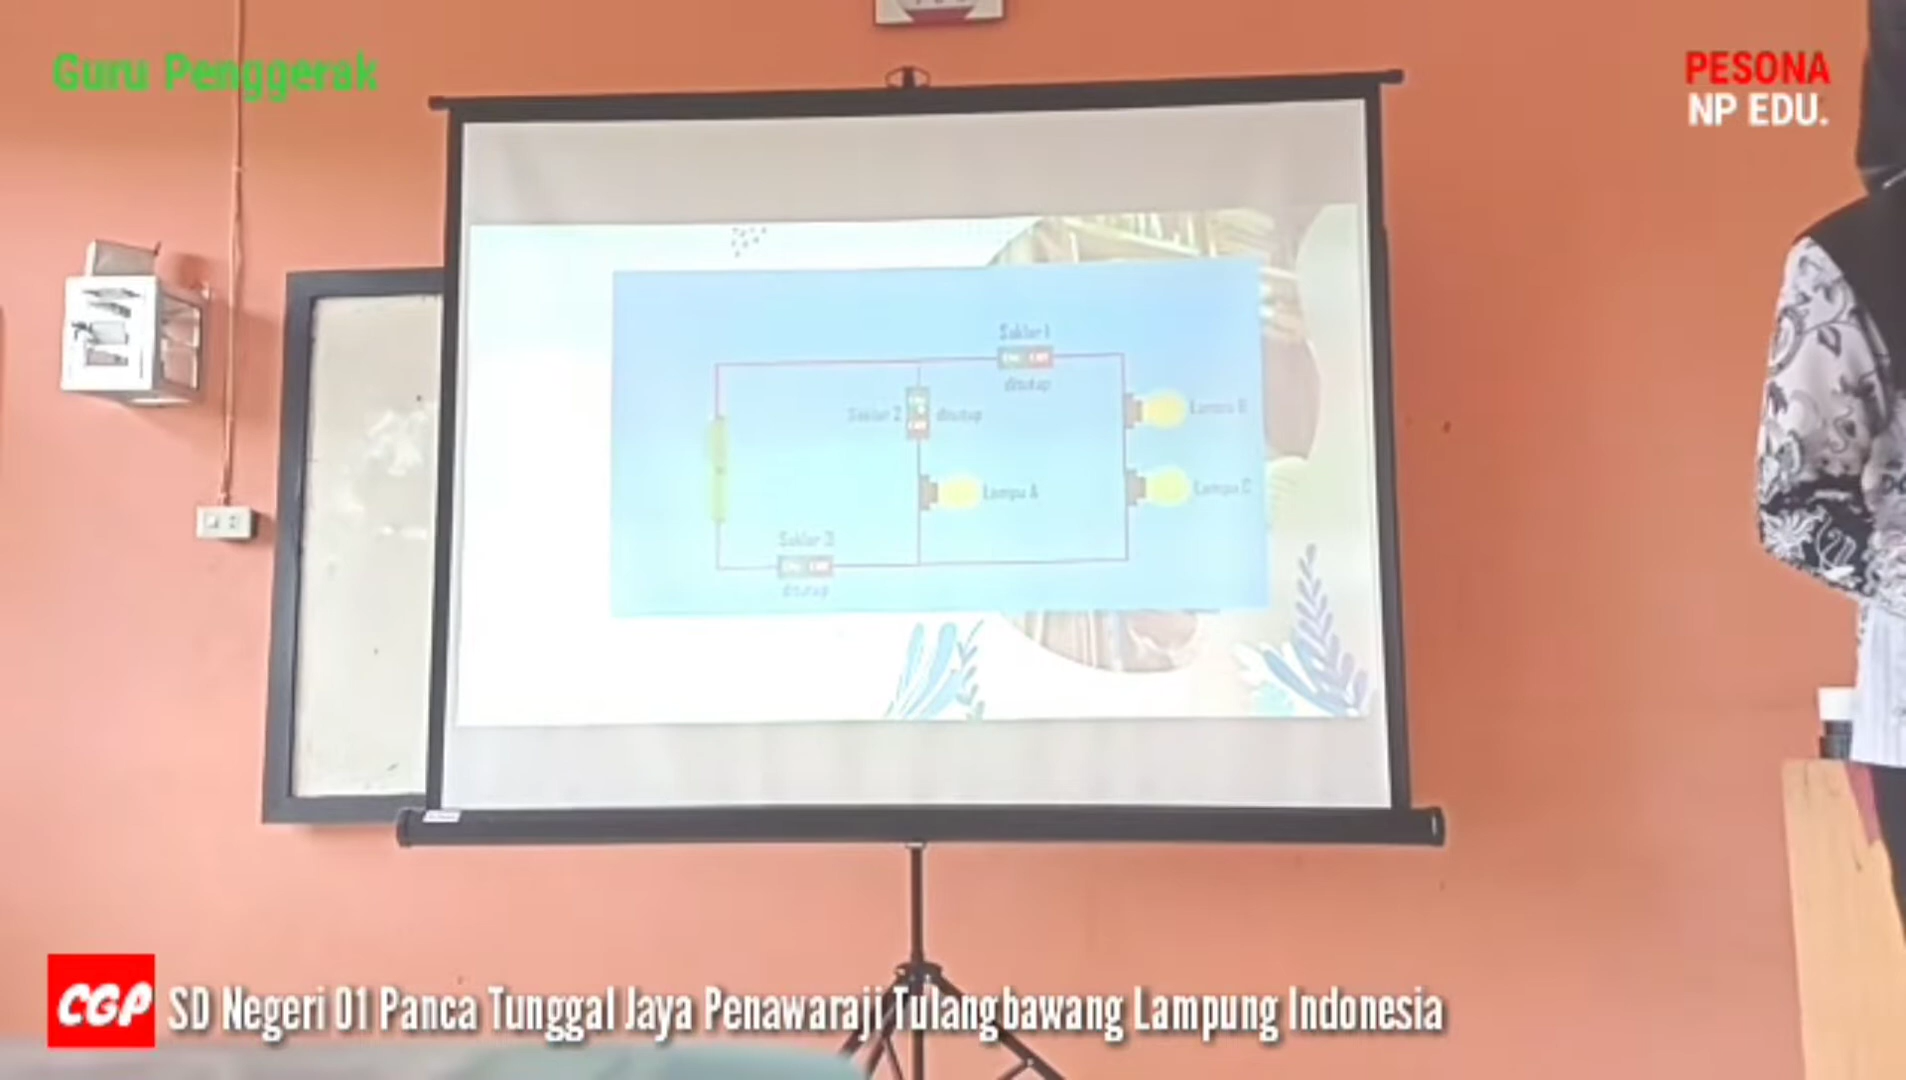 Guru Penggerak
PESONA
NP EDU.
Saklar 1
ditutup
Saklar 2 ditutup
Lampu B
Lampu A
Lampu C
Saklar 3
ditutup
CGP SD Negeri 01 Panca Tunggal Jaya Penawaraji Tulangbawang Lampung Indonesia